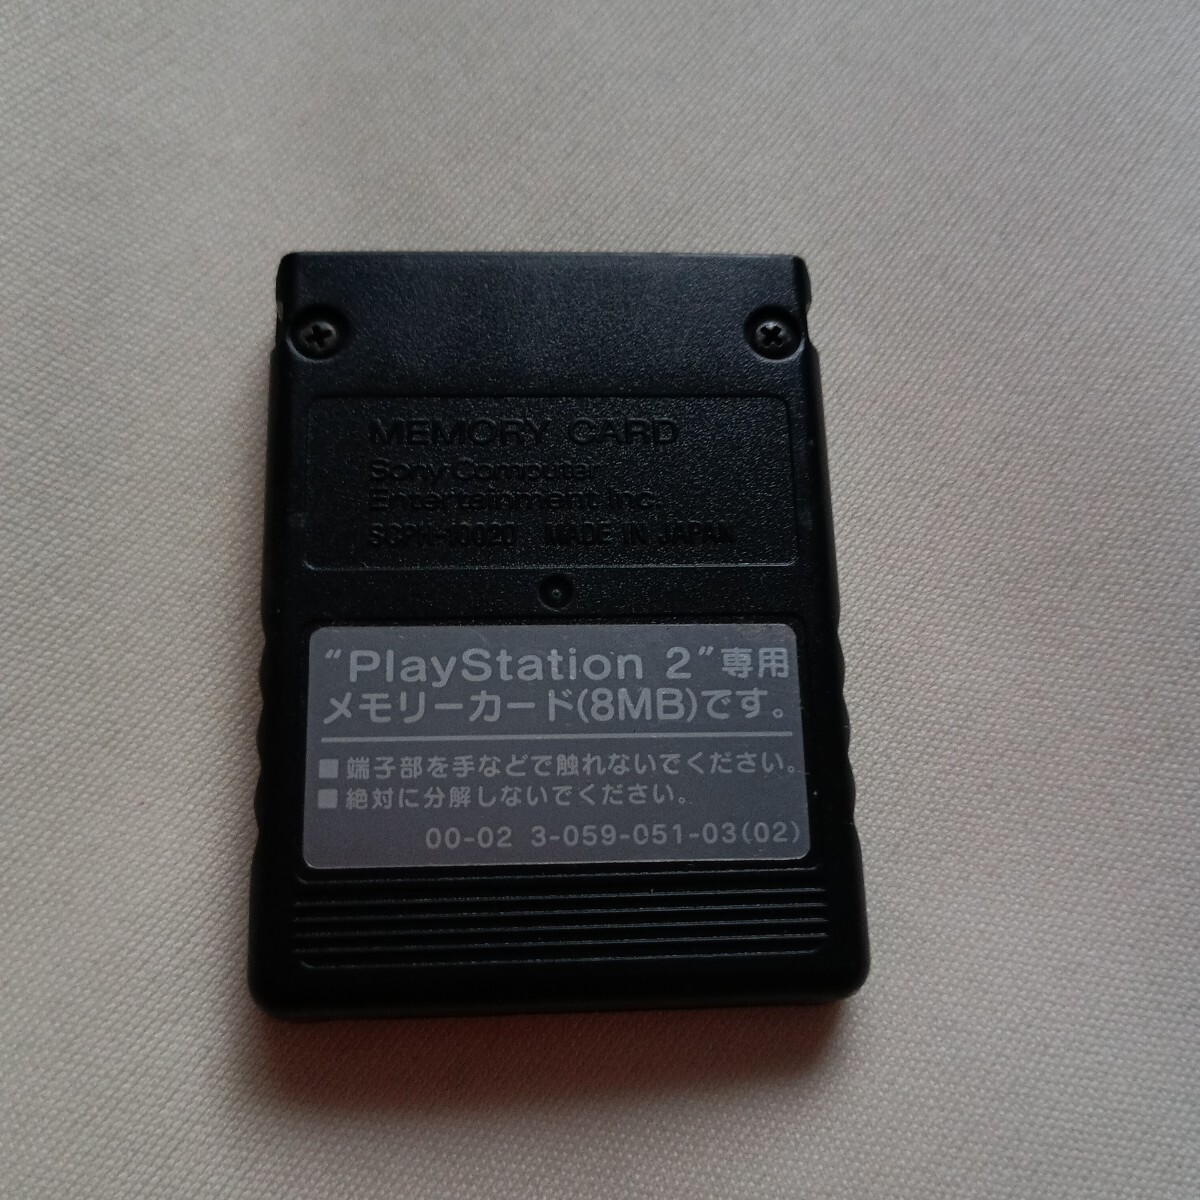 MEMORY CARD
Sony Computer
Entertainment Inc.
SCPH-10020 MADE IN JAPAN
"PlayStation 2"専用
メモリーカード(8MB)です。
■端子部を手などで触れないでください。
■絶対に分解しないでください。
00-02 3-059-051-03(02)